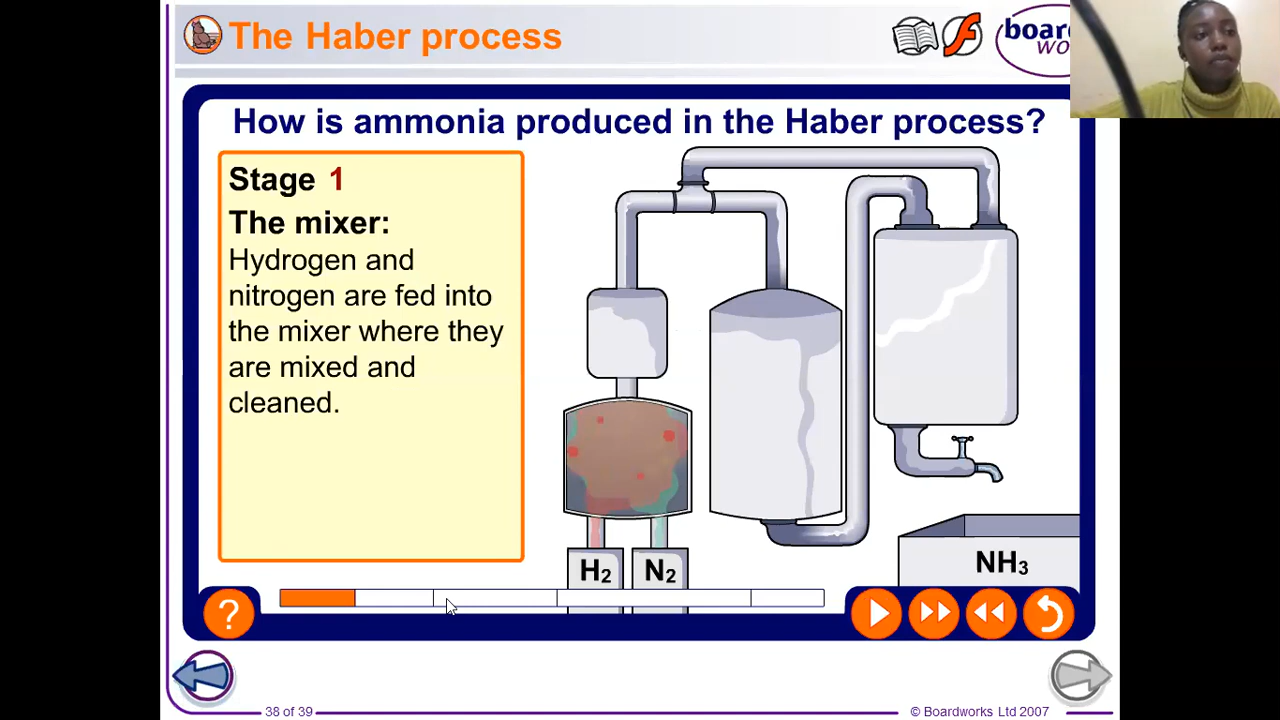 The Haber process
boar
wo
How is ammonia produced in the Haber process?
Stage 1
The mixer:
Hydrogen and
nitrogen are fed into
the mixer where they
are mixed and
cleaned.
H2
N2
NH3
?
38 of 39
© Boardworks Ltd 2007